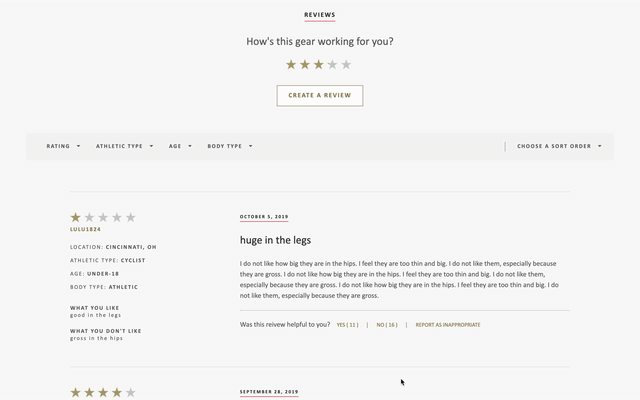 REVIEWS
How's this gear working for you?
CREATE A REVIEW
RATING ATHLETIC TYPE AGE BODY TYPE | CHOOSE A SORT ORDER
LULU1824
LOCATION: CINCINNATI, OH
ATHLETIC TYPE: CYCLIST
AGE: UNDER-18
BODY TYPE: ATHLETIC
WHAT YOU LIKE
good in the legs
WHAT YOU DON'T LIKE
gross in the hips
OCTOBER 5, 2019
huge in the legs
I do not like how big they are in the hips. I feel they are too thin and big. I do not like them, especially because
they are gross. I do not like how big they are in the hips. I feel they are too thin and big. I do not like them,
especially because they are gross. I do not like how big they are in the hips. I feel they are too thin and big. I do
not like them, especially because they are gross.
Was this reivew helpful to you? YES ( 11 ) | NO ( 16 ) | REPORT AS INAPPROPRIATE
SEPTEMBER 28, 2019